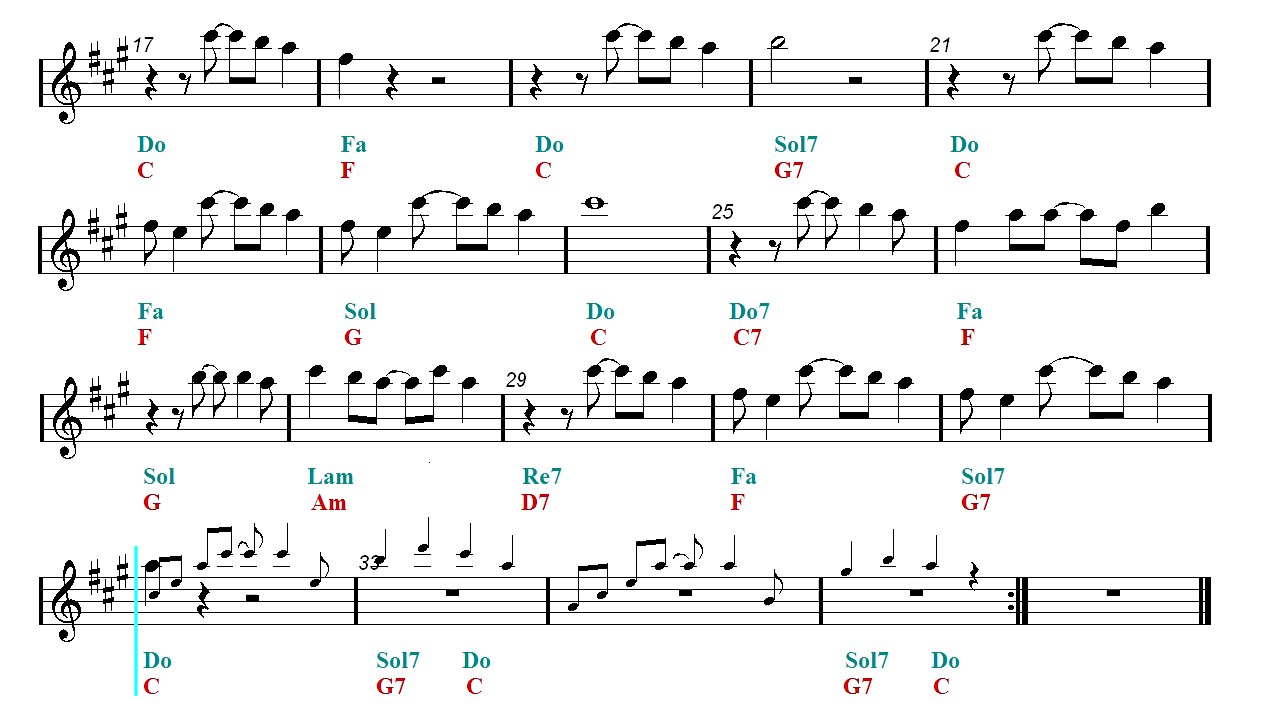 17 21
Do Fa Do Sol7 Do
C F C G7 C
25
Fa Sol Do Do7 Fa
F G C C7 F
29
Sol Lam Re7 Fa Sol7
G Am D7 F G7
33
Do Sol7 Do Sol7 Do
C G7 C G7 C